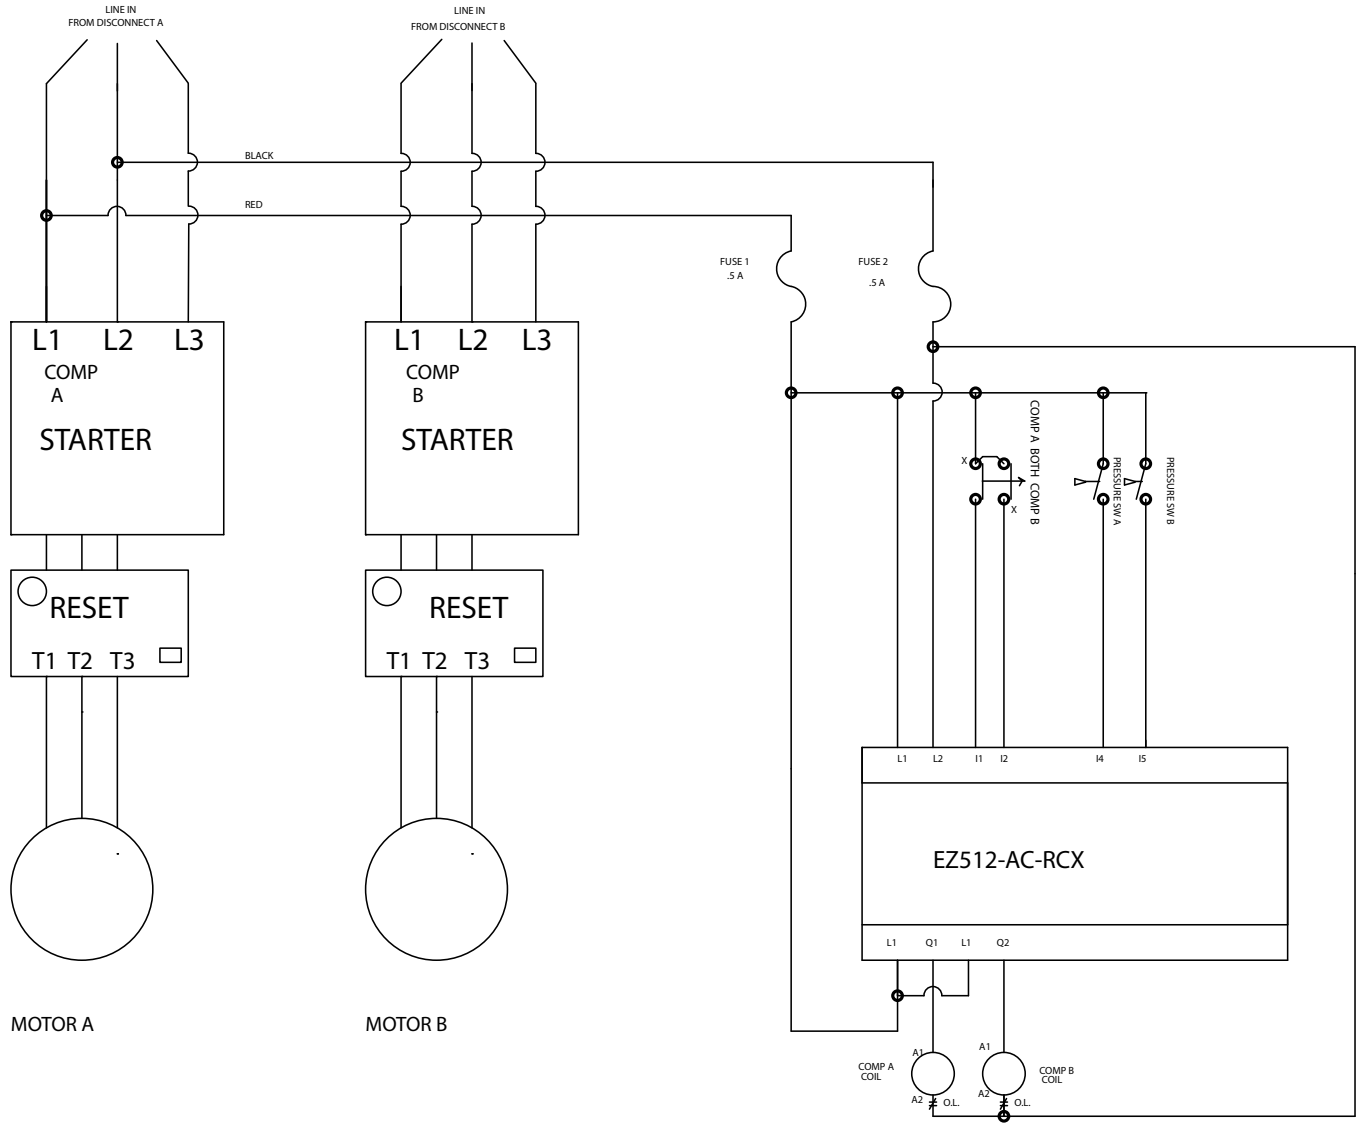 LINE IN
FROM DISCONNECT A
LINE IN
FROM DISCONNECT B
BLACK
RED
FUSE 1
.5 A
FUSE 2
.5 A
L1 L2 L3
COMP
A
STARTER
L1 L2 L3
COMP
B
STARTER
X
X
COMP A BOTH COMP B
PRESSURE SW A
PRESSURE SW B
RESET
T1 T2 T3
RESET
T1 T2 T3
L1 L2 I1 I2 I4 I5
EZ512-AC-RCX
L1 Q1 L1 Q2
MOTOR A
MOTOR B
A1
COMP A
COIL
A2
O.L.
A1
COMP B
COIL
A2
O.L.